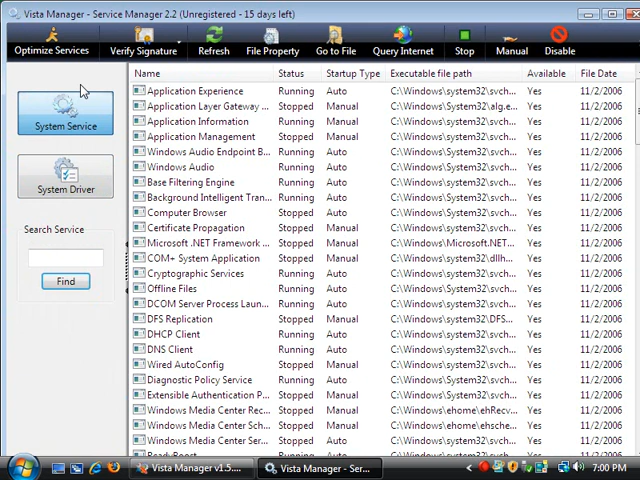 Vista Manager - Service Manager 2.2 (Unregistered - 15 days left)
Optimize Services Verify Signature Refresh File Property Go to File Query Internet Stop Manual Disable
System Service
System Driver
Search Service
Find
Name Status Startup Type Executable file path Available File Date
Application Experience Running Auto C:\Windows\system32\svch... Yes 11/2/2006
Application Layer Gateway ... Stopped Manual C:\Windows\System32\alg.e... Yes 11/2/2006
Application Information Running Manual C:\Windows\system32\svch... Yes 11/2/2006
Application Management Stopped Manual C:\Windows\system32\svch... Yes 11/2/2006
Windows Audio Endpoint B... Running Auto C:\Windows\System32\svch... Yes 11/2/2006
Windows Audio Running Auto C:\Windows\System32\svch... Yes 11/2/2006
Base Filtering Engine Running Auto C:\Windows\system32\svch... Yes 11/2/2006
Background Intelligent Tran... Running Auto C:\Windows\System32\svch... Yes 11/2/2006
Computer Browser Stopped Auto C:\Windows\System32\svch... Yes 11/2/2006
Certificate Propagation Stopped Manual C:\Windows\system32\svch... Yes 11/2/2006
Microsoft .NET Framework ... Stopped Manual C:\Windows\Microsoft.NET... Yes 11/2/2006
COM+ System Application Stopped Manual C:\Windows\system32\dllh... Yes 11/2/2006
Cryptographic Services Running Auto C:\Windows\system32\svch... Yes 11/2/2006
Offline Files Running Auto C:\Windows\System32\svch... Yes 11/2/2006
DCOM Server Process Laun... Running Auto C:\Windows\system32\svch... Yes 11/2/2006
DFS Replication Stopped Manual C:\Windows\system32\DFS... Yes 11/2/2006
DHCP Client Running Auto C:\Windows\system32\svch... Yes 11/2/2006
DNS Client Running Auto C:\Windows\system32\svch... Yes 11/2/2006
Wired AutoConfig Stopped Manual C:\Windows\system32\svch... Yes 11/2/2006
Diagnostic Policy Service Running Auto C:\Windows\System32\svch... Yes 11/2/2006
Extensible Authentication P... Stopped Manual C:\Windows\System32\svch... Yes 11/2/2006
Windows Media Center Rec... Stopped Manual C:\Windows\ehome\ehRecv... Yes 11/2/2006
Windows Media Center Sch... Stopped Manual C:\Windows\ehome\ehsche... Yes 11/2/2006
Windows Media Center Ser... Stopped Auto C:\Windows\system32\svch... Yes 11/2/2006
Vista Manager v1.5.... Vista Manager - Ser... 7:00 PM